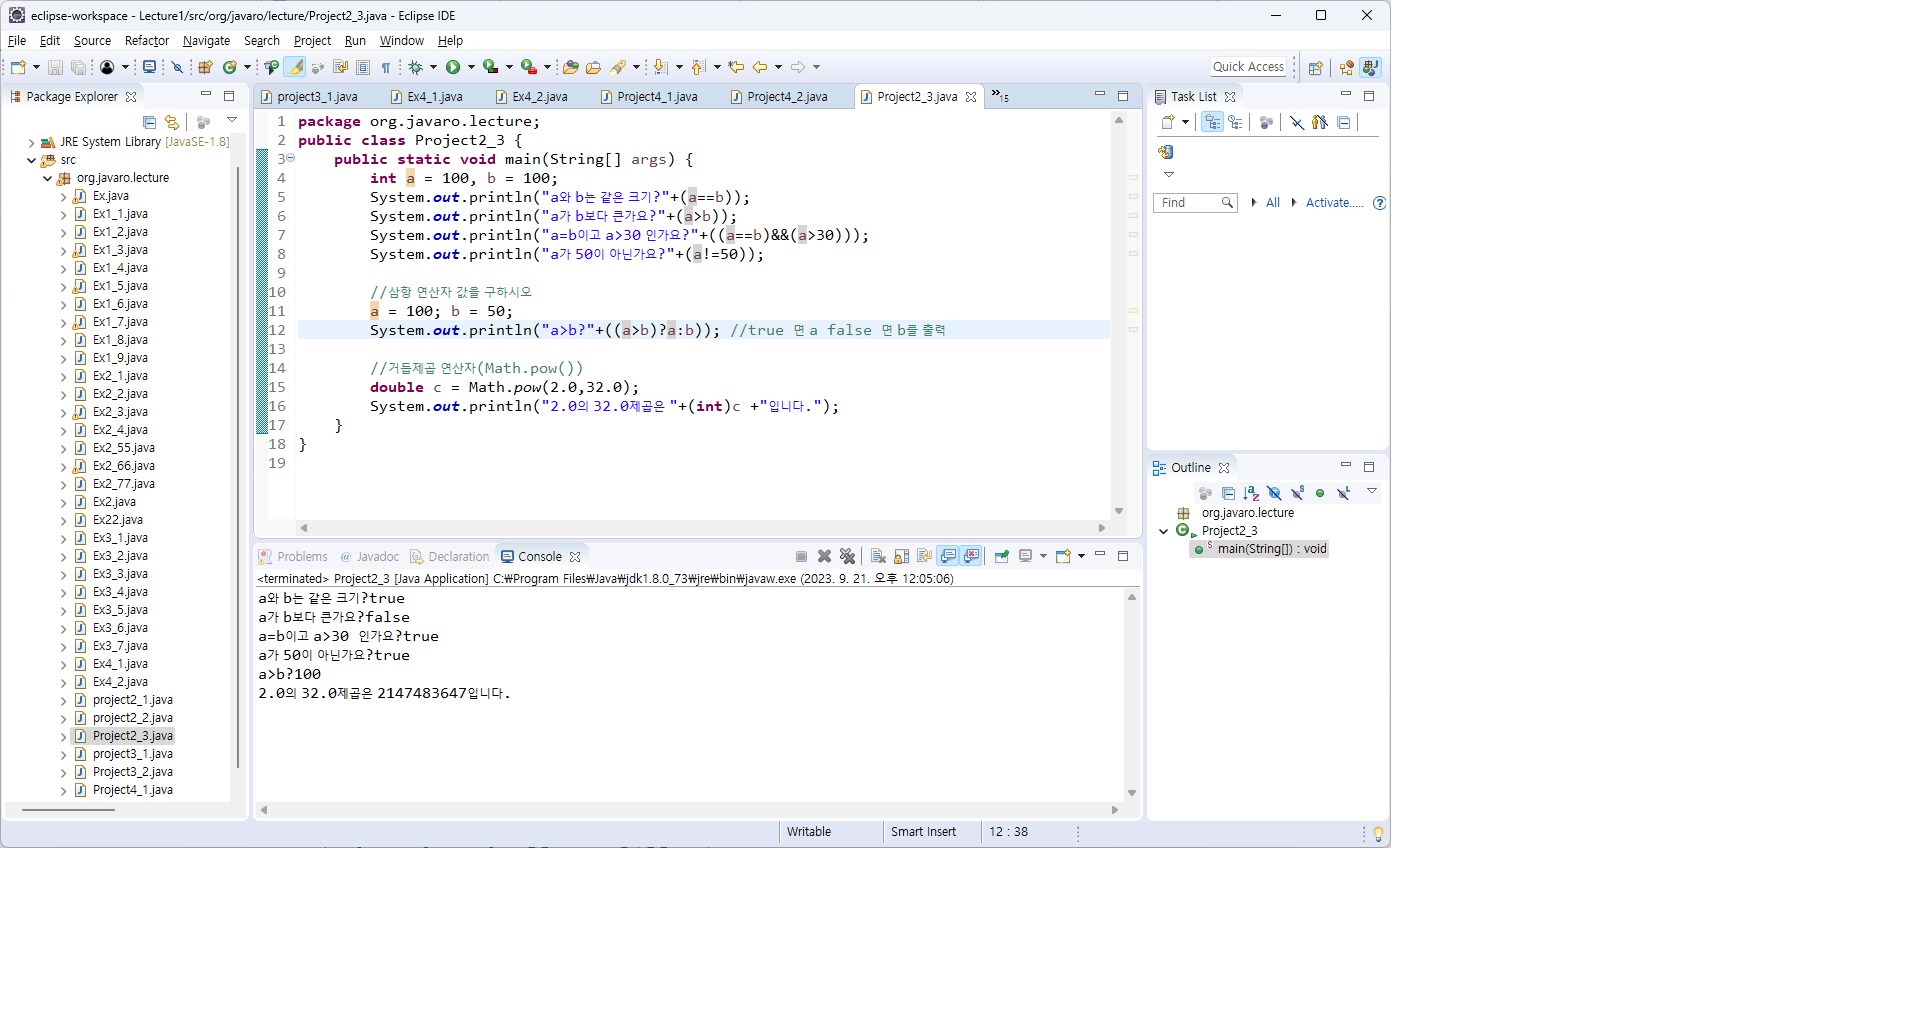 eclipse-workspace - Lecture1/src/org/javaro/lecture/Project2_3.java - Eclipse IDE
File Edit Source Refactor Navigate Search Project Run Window Help
Quick Access
Package Explorer
JRE System Library [JavaSE-1.8]
src
org.javaro.lecture
Ex.java
Ex1_1.java
Ex1_2.java
Ex1_3.java
Ex1_4.java
Ex1_5.java
Ex1_6.java
Ex1_7.java
Ex1_8.java
Ex1_9.java
Ex2_1.java
Ex2_2.java
Ex2_3.java
Ex2_4.java
Ex2_55.java
Ex2_66.java
Ex2_77.java
Ex2.java
Ex22.java
Ex3_1.java
Ex3_2.java
Ex3_3.java
Ex3_4.java
Ex3_5.java
Ex3_6.java
Ex3_7.java
Ex4_1.java
Ex4_2.java
project2_1.java
project2_2.java
Project2_3.java
project3_1.java
Project3_2.java
Project4_1.java
project3_1.java Ex4_1.java Ex4_2.java Project4_1.java Project4_2.java Project2_3.java »15
1 package org.javaro.lecture;
2 public class Project2_3 {
3 public static void main(String[] args) {
4 int a = 100, b = 100;
5 System.out.println("a와 b는 같은 크기?"+(a==b));
6 System.out.println("a가 b보다 큰가요?"+(a>b));
7 System.out.println("a=b이고 a>30 인가요?"+((a==b)&&(a>30)));
8 System.out.println("a가 50이 아닌가요?"+(a!=50));
9
10 //삼항 연산자 값을 구하시오
11 a = 100; b = 50;
12 System.out.println("a>b?"+((a>b)?a:b)); //true 면 a false 면 b를 출력
13
14 //거듭제곱 연산자(Math.pow())
15 double c = Math.pow(2.0,32.0);
16 System.out.println("2.0의 32.0제곱은 "+(int)c +"입니다.");
17 }
18 }
19
Problems Javadoc Declaration Console
<terminated> Project2_3 [Java Application] C:₩Program Files₩Java₩jdk1.8.0_73₩jre₩bin₩javaw.exe (2023. 9. 21. 오후 12:05:06)
a와 b는 같은 크기?true
a가 b보다 큰가요?false
a=b이고 a>30 인가요?true
a가 50이 아닌가요?true
a>b?100
2.0의 32.0제곱은 2147483647입니다.
Task List
Find All Activate.....
Outline
org.javaro.lecture
Project2_3
main(String[]) : void
Writable Smart Insert 12 : 38